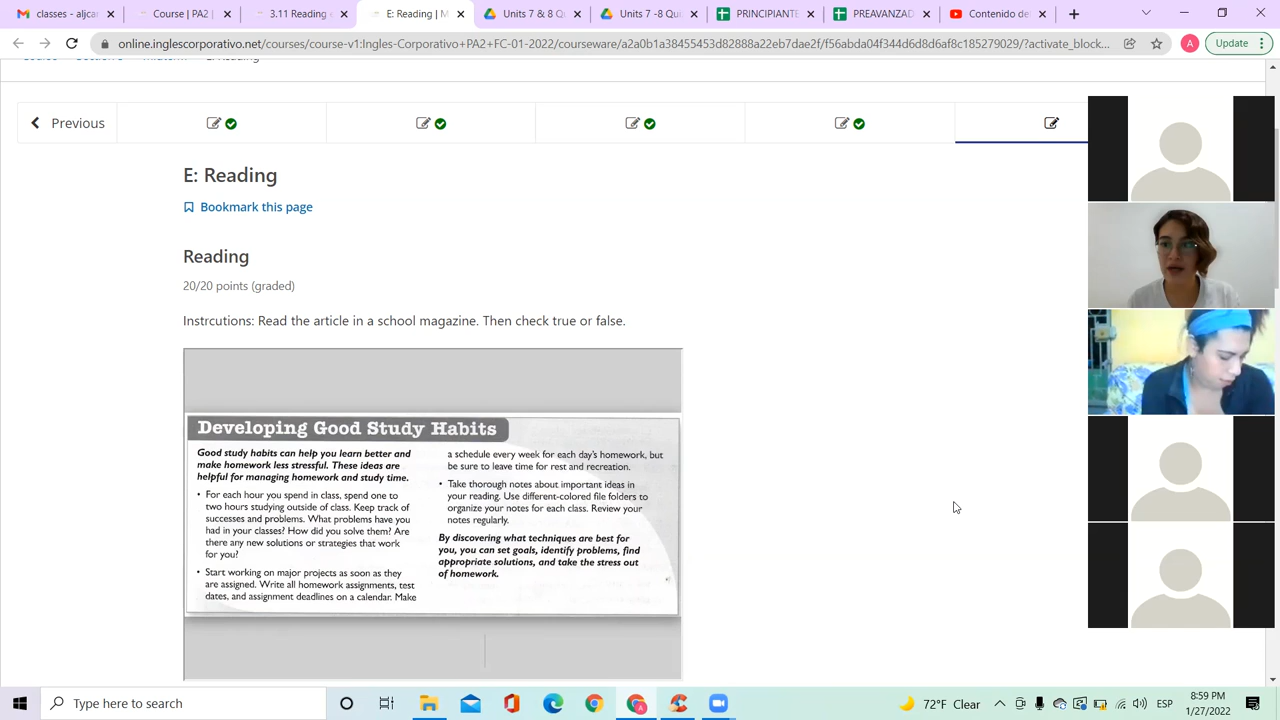 classes - aljcar
Course | PA2 |
3.11 Reading c
E: Reading | M
Units 7 & 8 Qu
Units 7 -8 Quiz
PRINCIPIANTE
PREAVANZAD
Contenido de
online.inglescorporativo.net/courses/course-v1:Ingles-Corporativo+PA2+C-01-2022/courseware/a2a0b1a38455453d82888a22eb7dae2f/f56abda04f344d6d8d6af8c185279029/?activate_block...
A
Update
Previous
E: Reading
Bookmark this page
Reading
20/20 points (graded)
Instrcutions: Read the article in a school magazine. Then check true or false.
Developing Good Study Habits
Good study habits can help you learn better and
make homework less stressful. These ideas are
helpful for managing homework and study time.
• For each hour you spend in class, spend one to
two hours studying outside of class. Keep track of
successes and problems. What problems have you
had in your classes? How did you solve them? Are
there any new solutions or strategies that work
for you?
• Start working on major projects as soon as they
are assigned. Write all homework assignments, test
dates, and assignment deadlines on a calendar. Make
a schedule every week for each day's homework, but
be sure to leave time for rest and recreation.
• Take thorough notes about important ideas in
your reading. Use different-colored file folders to
organize your notes for each class. Review your
notes regularly.
By discovering what techniques are best for
you, you can set goals, identify problems, find
appropriate solutions, and take the stress out
of homework.
Type here to search
72°F Clear
ESP
8:59 PM
1/27/2022